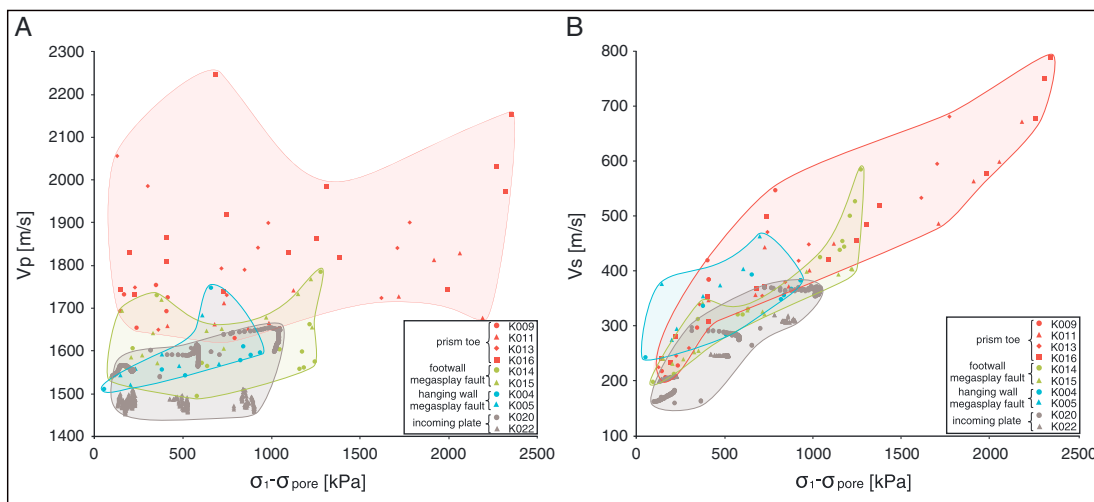 A
Vp [m/s]
2300
2200
2100
2000
1900
1800
1700
1600
1500
1400
0 500 1000 1500 2000 2500
σ1-σpore [kPa]
prism toe
K009
K011
K013
K016
footwall
megasplay fault
K014
K015
hanging wall
megasplay fault
K004
K005
incoming plate
K020
K022
B
Vs [m/s]
800
700
600
500
400
300
200
100
0 500 1000 1500 2000 2500
σ1-σpore [kPa]
prism toe
K009
K011
K013
K016
footwall
megasplay fault
K014
K015
hanging wall
megasplay fault
K004
K005
incoming plate
K020
K022